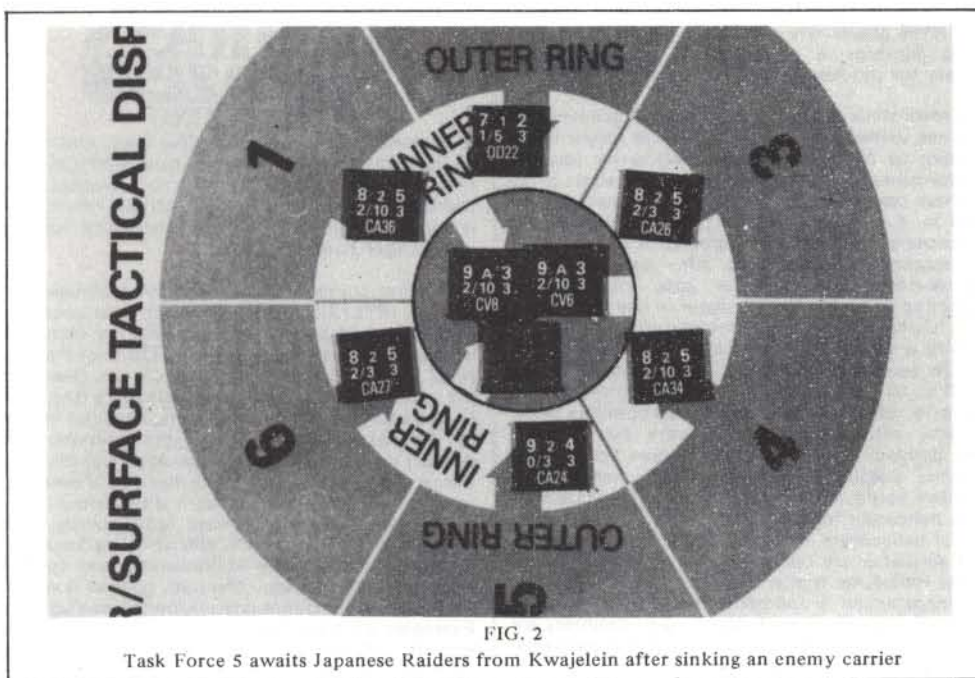 R/SURFACE TACTICAL DISP
OUTER RING
7 1 2
1/5 3
DD22
INNER
RING
1
3
8 2 5
2/10 3
CA36
8 2 5
2/3 3
CA26
9 A 3
2/10 3
CV8
9 A 3
2/10 3
CV6
8 2 5
2/3 3
CA27
8 2 5
2/10 3
CA34
INNER
RING
9 2 4
0/3 3
CA24
6
4
OUTER RING
5
FIG. 2
Task Force 5 awaits Japanese Raiders from Kwajelein after sinking an enemy carrier